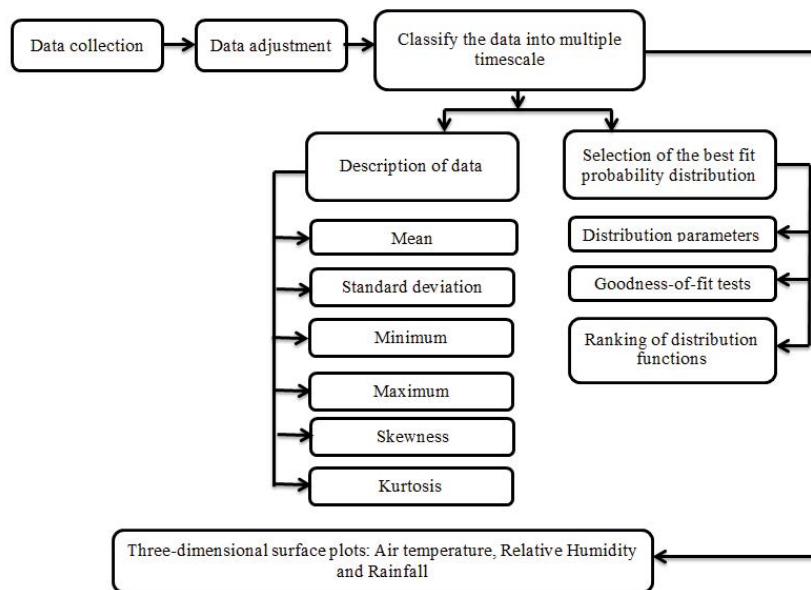 Data collection
Data adjustment
Classify the data into multiple
timescale
Description of data
Selection of the best fit
probability distribution
Mean
Standard deviation
Minimum
Maximum
Skewness
Kurtosis
Distribution parameters
Goodness-of-fit tests
Ranking of distribution
functions
Three-dimensional surface plots: Air temperature, Relative Humidity
and Rainfall